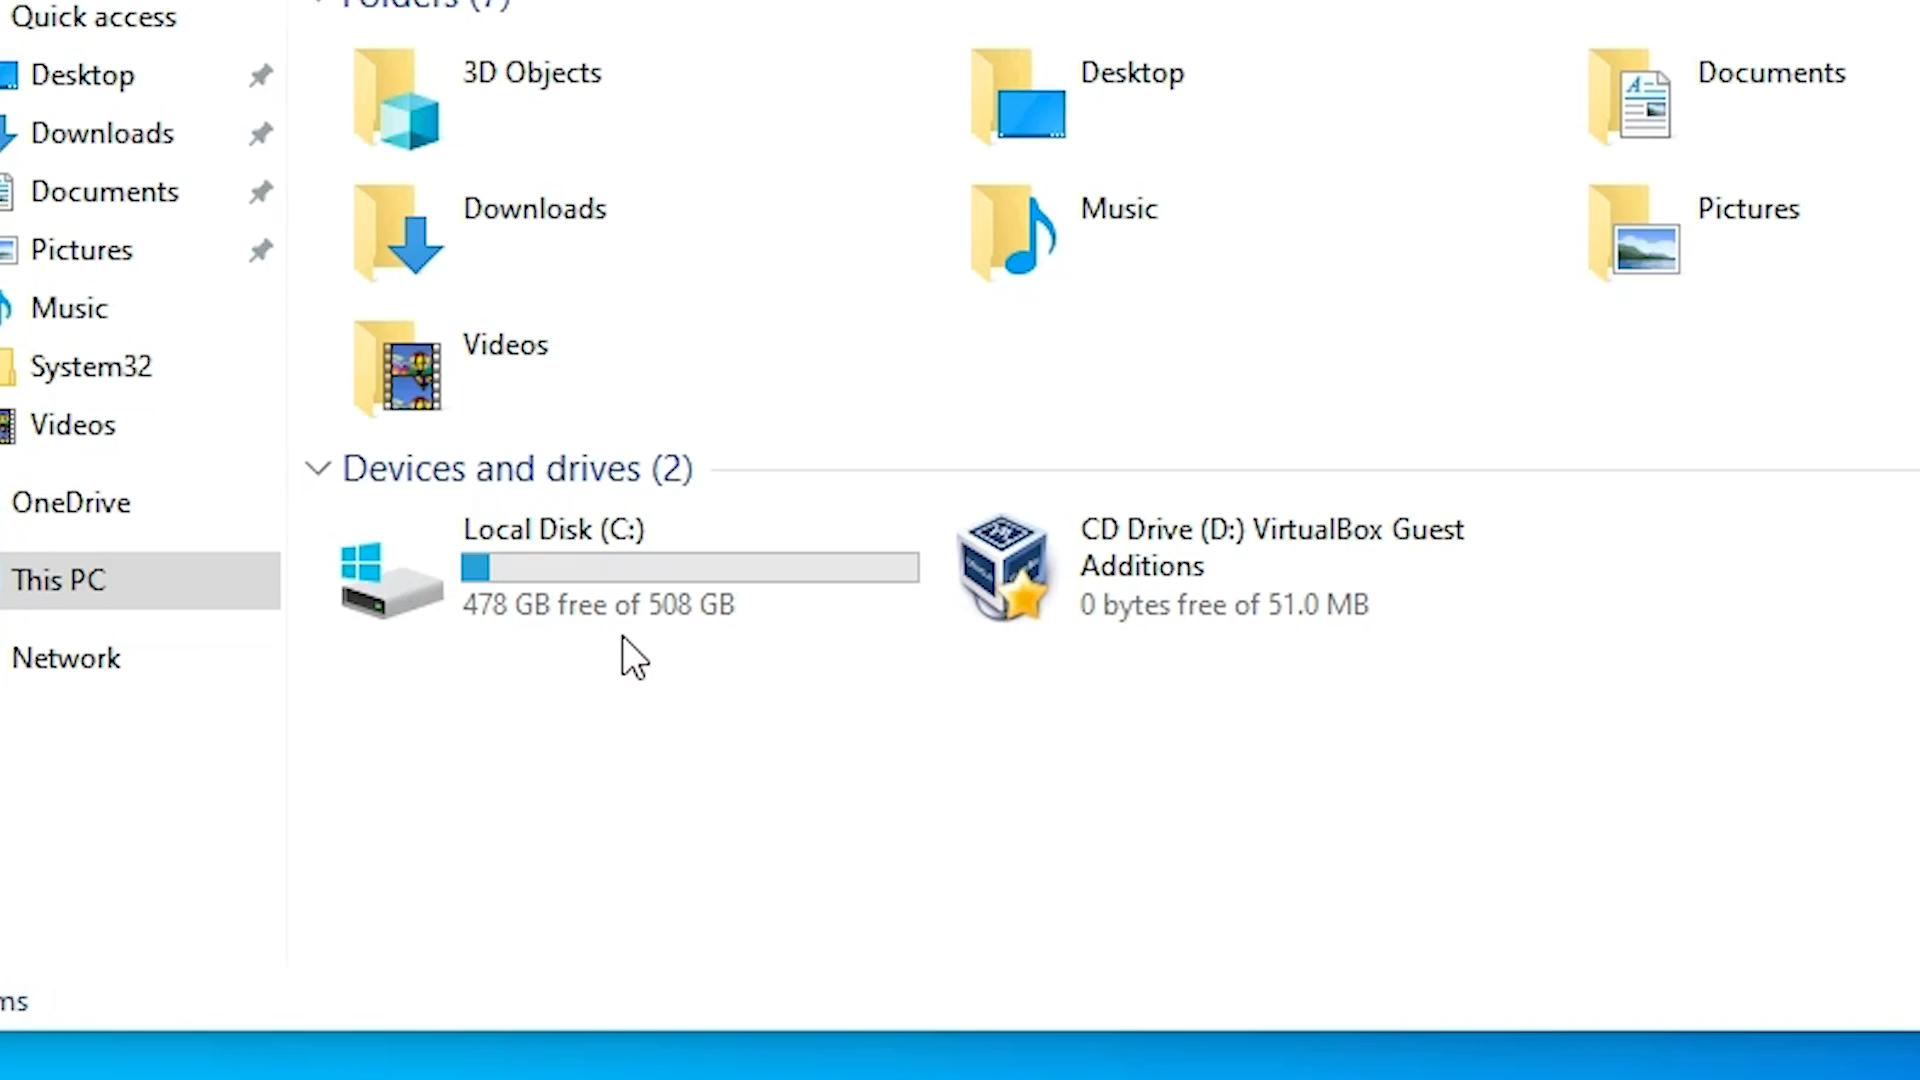 Quick access
Desktop
Downloads
Documents
Pictures
Music
System32
Videos
OneDrive
This PC
Network
Folders (7)
3D Objects
Desktop
Documents
Downloads
Music
Pictures
Videos
Devices and drives (2)
Local Disk (C:)
478 GB free of 508 GB
CD Drive (D:) VirtualBox Guest
Additions
0 bytes free of 51.0 MB